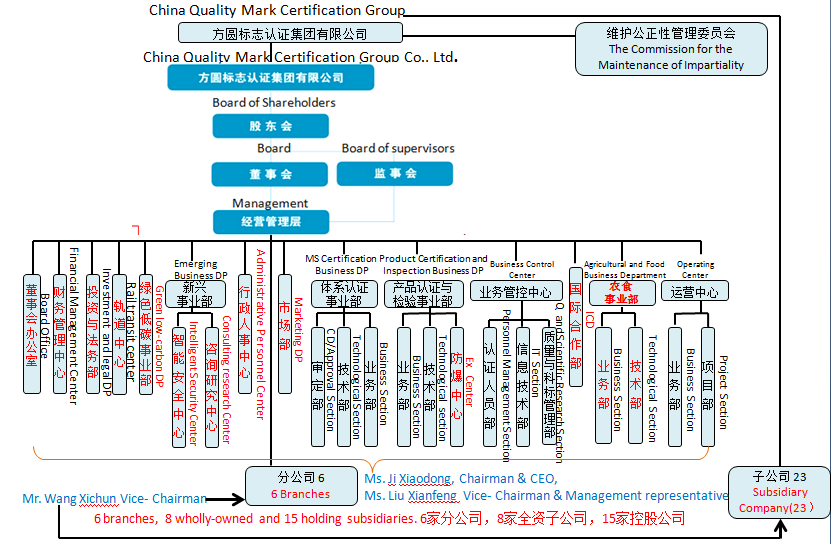 China Quality Mark Certification Group
方圆标志认证集团有限公司
维护公正性管理委员会
The Commission for the
Maintenance of Impartiality
China Quality Mark Certification Group Co., Ltd.
方圆标志认证集团有限公司
Board of Shareholders
股东会
Board
Board of supervisors
董事会
监事会
Management
经营管理层
董事会办公室
Board Office
财务管理中心
Financial Management Center
投资与法务部
Investment and legal DP
轨道中心
Rail transit center
绿色低碳事业部
Green low-carbon DP
Emerging
Business DP
新兴
事业部
智能安全中心
Intelligent Security Center
咨询研究中心
Consulting research Center
行政人事中心
Administrative Personnel Center
市场部
Marketing DP
MS Certification
Business DP
体系认证
事业部
审定部
CD/Approval Section
技术部
Technological Section
业务部
Business Section
Product Certification and
Inspection Business DP
产品认证与
检验事业部
业务部
Business Section
技术部
Technological section
防爆中心
Ex Center
Business Control
Center
业务管控中心
认证人员部
Personnel Management Section
信息技术部
IT Section
质量与科标管理部
Q and Scientific Research Section
国际合作部
ICD
Agricultural and Food
Business Department
农食
事业部
业务部
Business Section
技术部
Technological Section
Operating
Center
运营中心
业务部
Business Section
项目部
Project Section
分公司 6
6 Branches
Ms. Ji Xiaodong, Chairman & CEO,
Ms. Liu Xianfeng Vice- Chairman & Management representative
Mr. Wang Xichun Vice- Chairman
子公司 23
Subsidiary
Company(23 )
6 branches, 8 wholly-owned and 15 holding subsidiaries. 6家分公司，8家全资子公司，15家控股公司